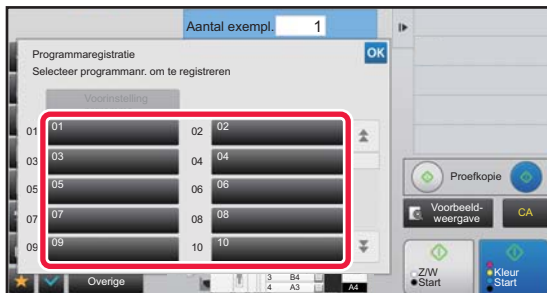 Aantal exempl. 1
Programmaregistratie
OK
Selecteer programmanr. om te registreren
Voorinstelling
01 01 02 02
03 03 04 04
05 05 06 06
07 07 08 08
09 09 10 10
Proefkopie
Voorbeeld-
weergave
CA
Z/W
Start
Kleur
Start
Overige
3 B4
4 A3
A4